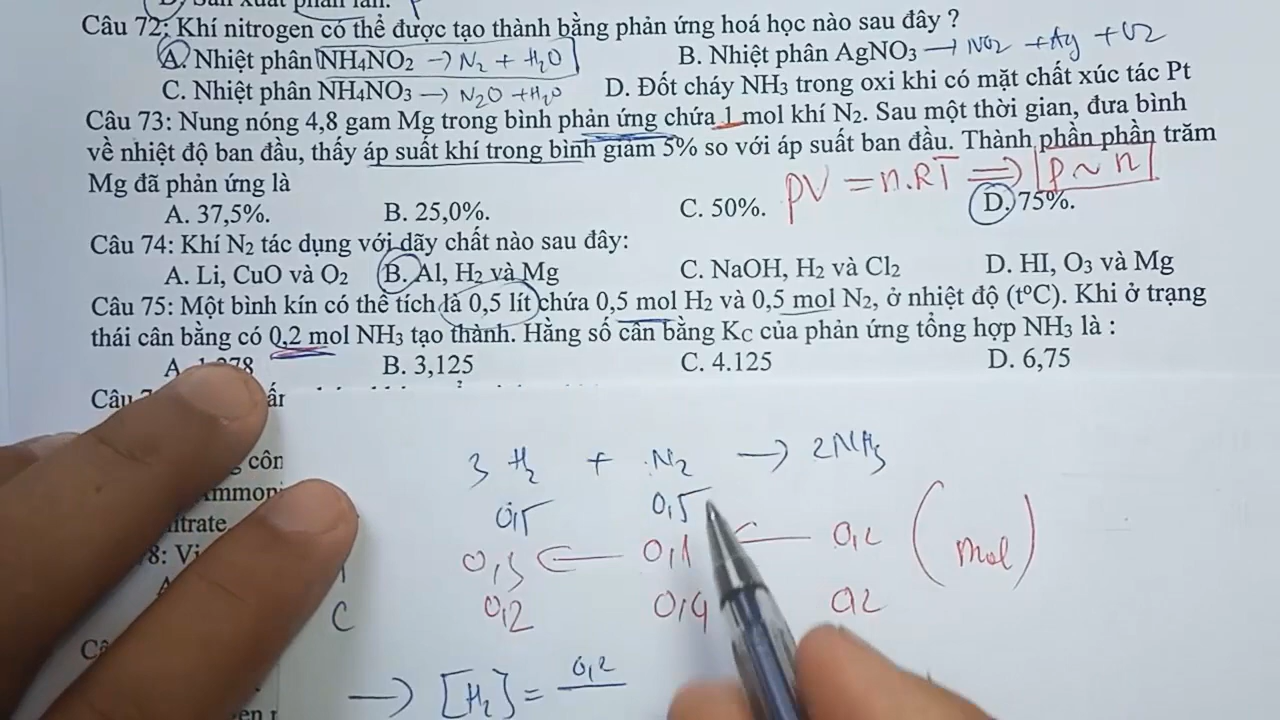 Câu 72: Khí nitrogen có thể được tạo thành bằng phản ứng hoá học nào sau đây ?
A. Nhiệt phân NH4NO2 → N2 + H2O B. Nhiệt phân AgNO3 → NO2 + Ag + O2
C. Nhiệt phân NH4NO3 → N2O + H2O D. Đốt cháy NH3 trong oxi khi có mặt chất xúc tác Pt
Câu 73: Nung nóng 4,8 gam Mg trong bình phản ứng chứa 1 mol khí N2. Sau một thời gian, đưa bình
về nhiệt độ ban đầu, thấy áp suất khí trong bình giảm 5% so với áp suất ban đầu. Thành phần phần trăm
Mg đã phản ứng là
PV = n.RT ⟹ P ~ n
A. 37,5%. B. 25,0%. C. 50%. D. 75%.
Câu 74: Khí N2 tác dụng với dãy chất nào sau đây:
A. Li, CuO và O2 B. Al, H2 và Mg C. NaOH, H2 và Cl2 D. HI, O3 và Mg
Câu 75: Một bình kín có thể tích là 0,5 lít chứa 0,5 mol H2 và 0,5 mol N2, ở nhiệt độ (t°C). Khi ở trạng
thái cân bằng có 0,2 mol NH3 tạo thành. Hằng số cân bằng KC của phản ứng tổng hợp NH3 là :
A. B. 3,125 C. 4.125 D. 6,75
Câu
3 H2 + N2 → 2NH3
0,5 0,5
0,3 ← 0,1 ← 0,2 (mol)
C 0,2 0,4 0,2
→ [H2] = 0,2